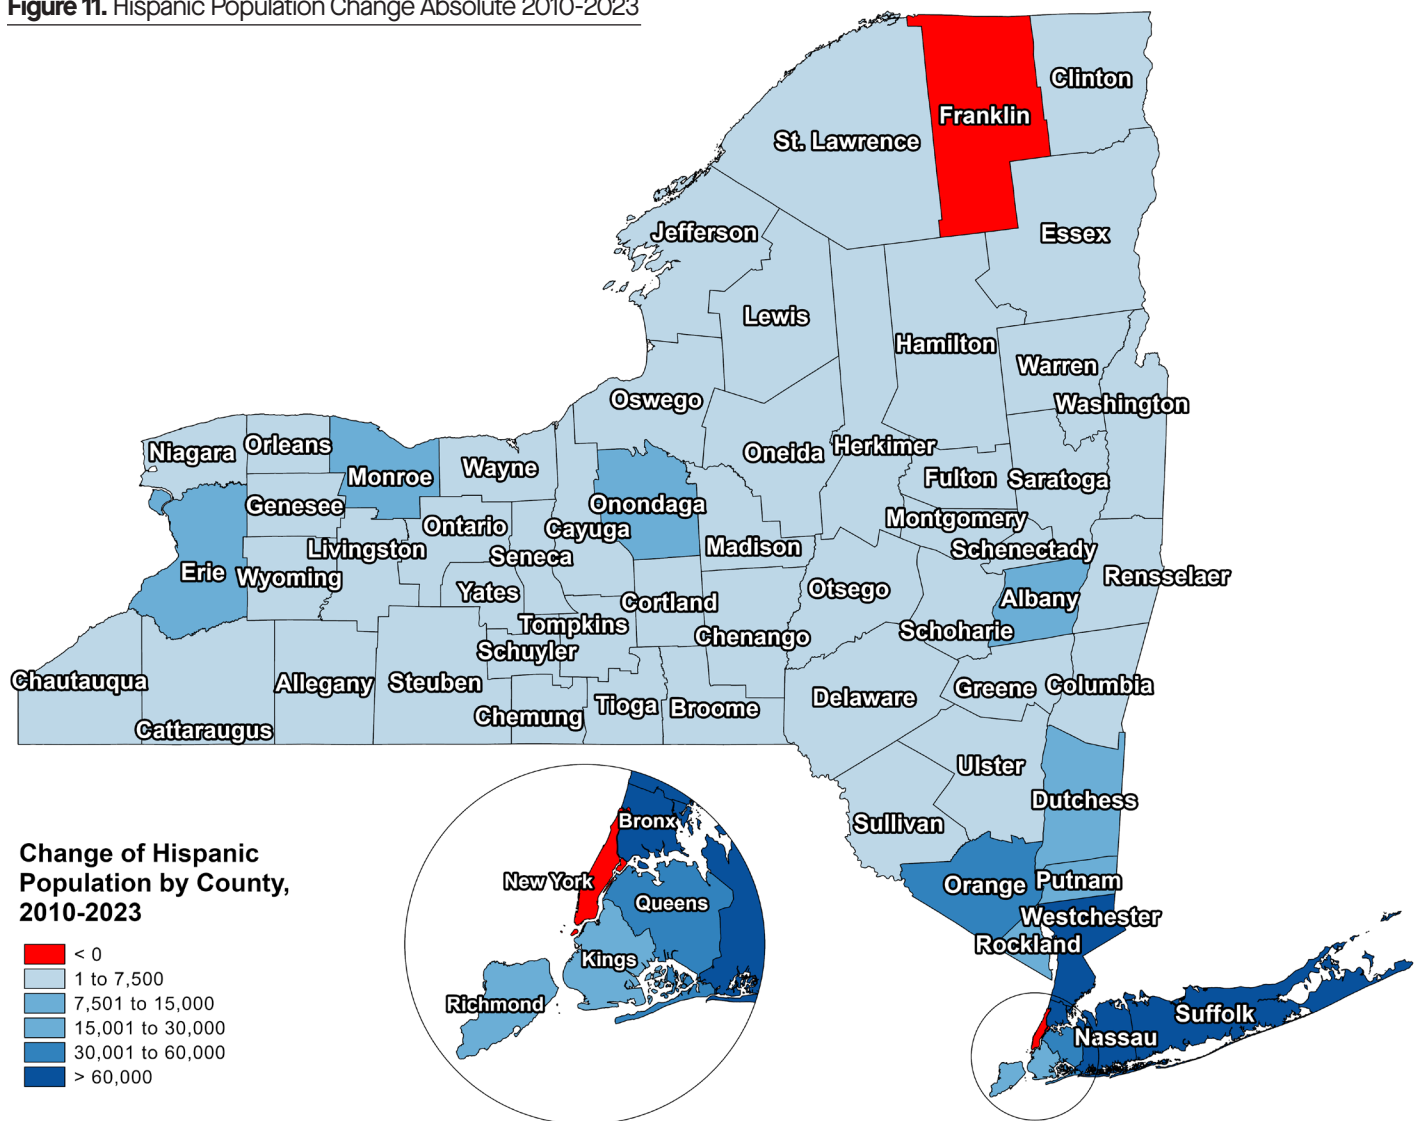 Figure 11. Hispanic Population Change Absolute 2010-2023
Clinton
Franklin
St. Lawrence
Jefferson
Essex
Lewis
Hamilton
Warren
Oswego
Washington
Niagara
Orleans
Monroe
Wayne
Oneida
Herkimer
Fulton
Saratoga
Genesee
Onondaga
Ontario
Cayuga
Montgomery
Livingston
Seneca
Madison
Schenectady
Erie
Wyoming
Yates
Otsego
Rensselaer
Cortland
Albany
Tompkins
Chenango
Schoharie
Schuyler
Chautauqua
Allegany
Steuben
Delaware
Greene
Columbia
Cattaraugus
Chemung
Tioga
Broome
Ulster
Dutchess
Sullivan
Orange
Putnam
Westchester
Rockland
Suffolk
Nassau
Bronx
New York
Queens
Kings
Richmond
Change of Hispanic
Population by County,
2010-2023
< 0
1 to 7,500
7,501 to 15,000
15,001 to 30,000
30,001 to 60,000
> 60,000